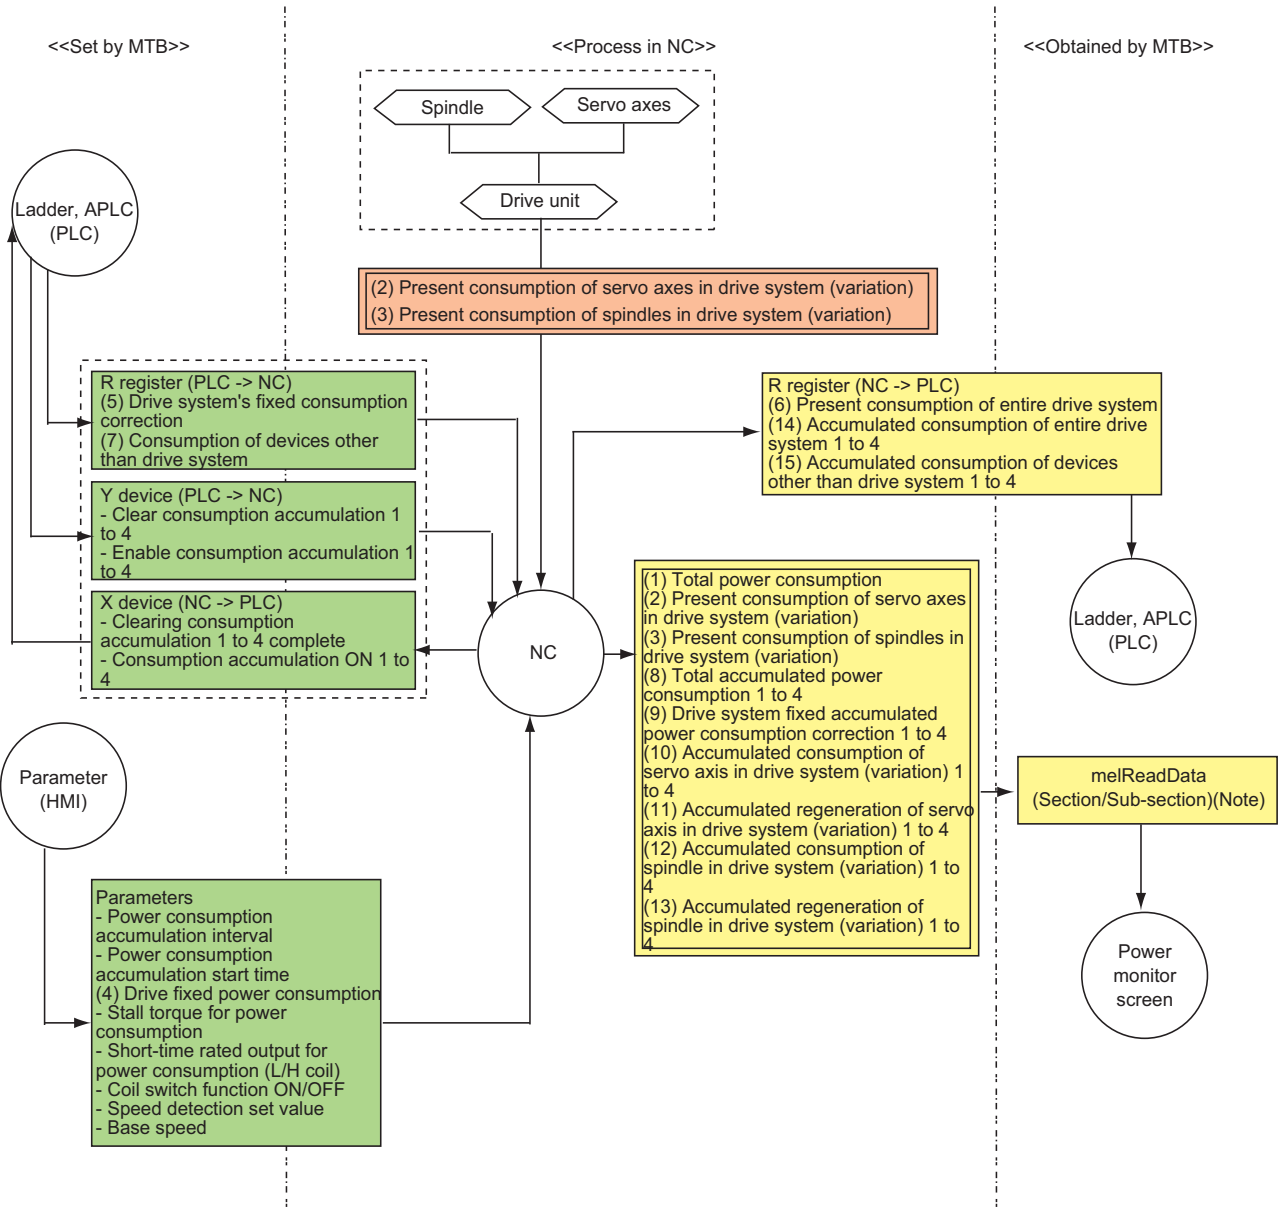 <<Set by MTB>>
<<Process in NC>>
<<Obtained by MTB>>
Spindle
Servo axes
Drive unit
Ladder, APLC
(PLC)
(2) Present consumption of servo axes in drive system (variation)
(3) Present consumption of spindles in drive system (variation)
R register (PLC -> NC)
(5) Drive system's fixed consumption
correction
(7) Consumption of devices other
than drive system
Y device (PLC -> NC)
- Clear consumption accumulation 1
to 4
- Enable consumption accumulation 1
to 4
X device (NC -> PLC)
- Clearing consumption
accumulation 1 to 4 complete
- Consumption accumulation ON 1 to
4
NC
R register (NC -> PLC)
(6) Present consumption of entire drive system
(14) Accumulated consumption of entire drive
system 1 to 4
(15) Accumulated consumption of devices
other than drive system 1 to 4
Ladder, APLC
(PLC)
(1) Total power consumption
(2) Present consumption of servo axes
in drive system (variation)
(3) Present consumption of spindles in
drive system (variation)
(8) Total accumulated power
consumption 1 to 4
(9) Drive system fixed accumulated
power consumption correction 1 to 4
(10) Accumulated consumption of
servo axis in drive system (variation) 1
to 4
(11) Accumulated regeneration of servo
axis in drive system (variation) 1 to 4
(12) Accumulated consumption of
spindle in drive system (variation) 1 to
4
(13) Accumulated regeneration of
spindle in drive system (variation) 1 to
4
melReadData
(Section/Sub-section)(Note)
Power
monitor
screen
Parameter
(HMI)
Parameters
- Power consumption
accumulation interval
- Power consumption
accumulation start time
(4) Drive fixed power consumption
- Stall torque for power
consumption
- Short-time rated output for
power consumption (L/H coil)
- Coil switch function ON/OFF
- Speed detection set value
- Base speed